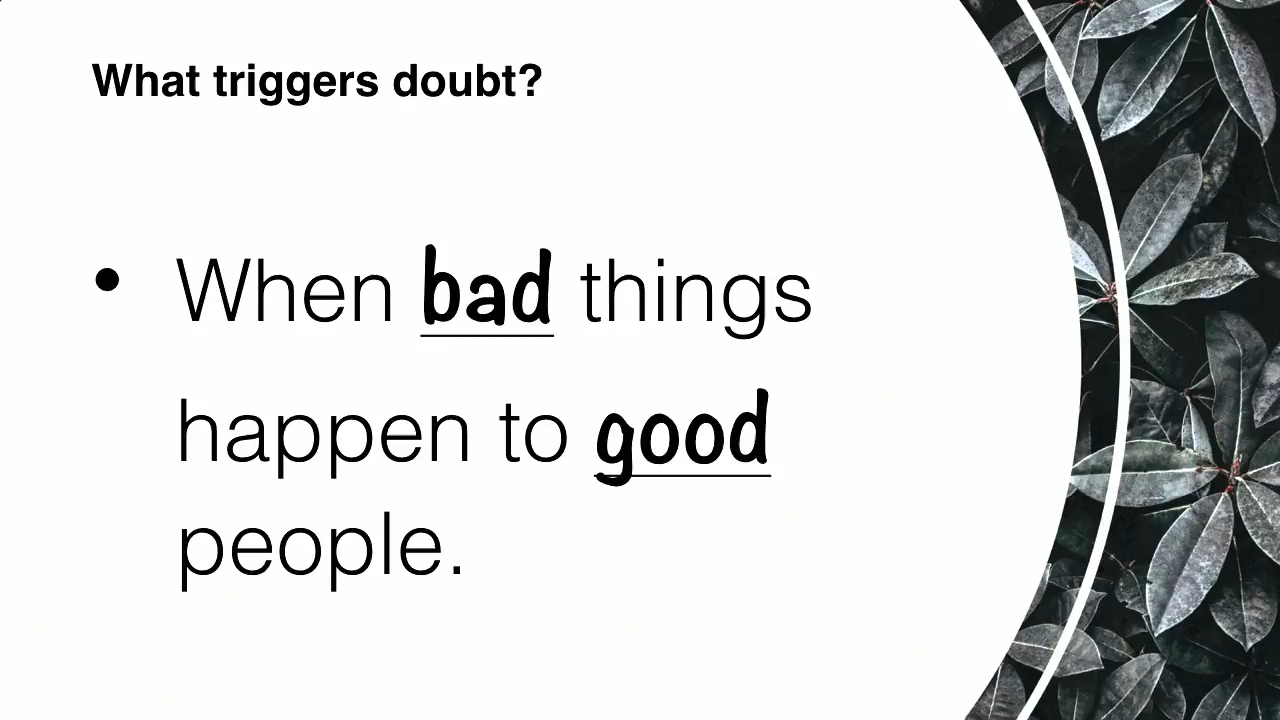 What triggers doubt?
• When bad things
happen to good
people.